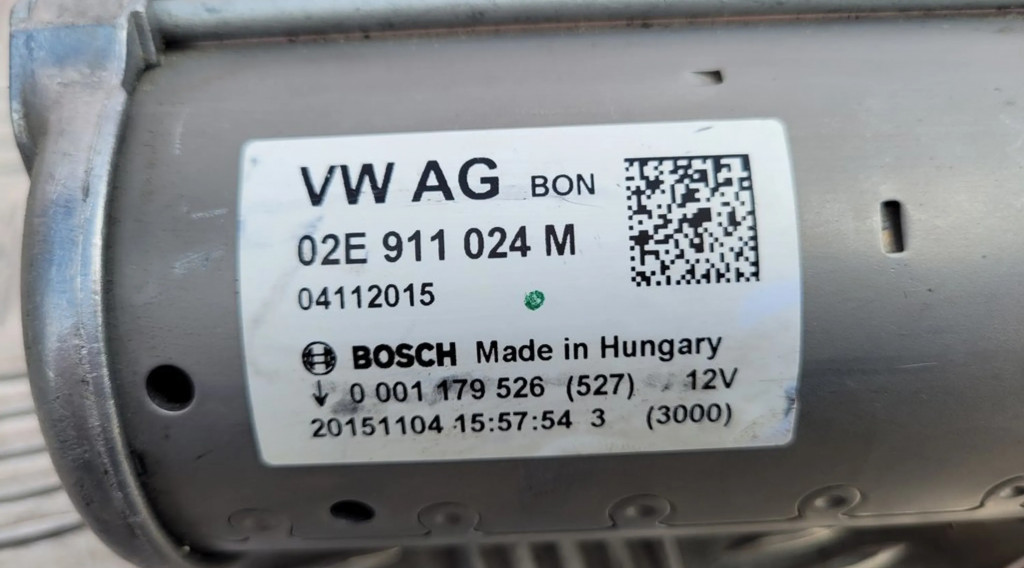 VW AG BON
02E 911 024 M
04112015
BOSCH Made in Hungary
↓ 0 001 179 526 (527) 12V
20151104 15:57:54 3 (3000)